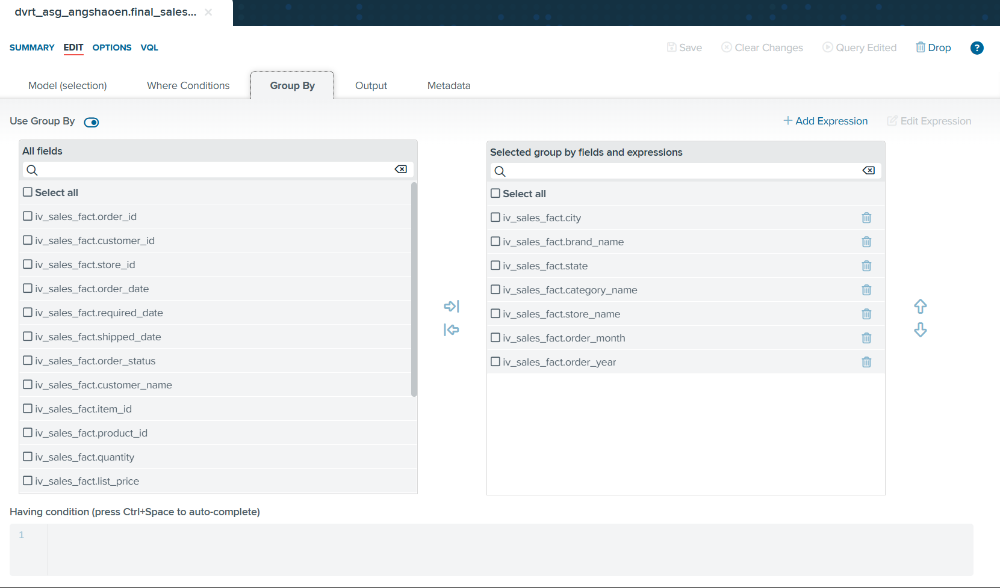 dvrt_asg_angshaoen.final_sales...
SUMMARY EDIT OPTIONS VQL
Save Clear Changes Query Edited Drop ?
Model (selection) Where Conditions Group By Output Metadata
Use Group By
+ Add Expression Edit Expression
All fields
Select all
iv_sales_fact.order_id
iv_sales_fact.customer_id
iv_sales_fact.store_id
iv_sales_fact.order_date
iv_sales_fact.required_date
iv_sales_fact.shipped_date
iv_sales_fact.order_status
iv_sales_fact.customer_name
iv_sales_fact.item_id
iv_sales_fact.product_id
iv_sales_fact.quantity
iv_sales_fact.list_price
Selected group by fields and expressions
Select all
iv_sales_fact.city
iv_sales_fact.brand_name
iv_sales_fact.state
iv_sales_fact.category_name
iv_sales_fact.store_name
iv_sales_fact.order_month
iv_sales_fact.order_year
Having condition (press Ctrl+Space to auto-complete)
1